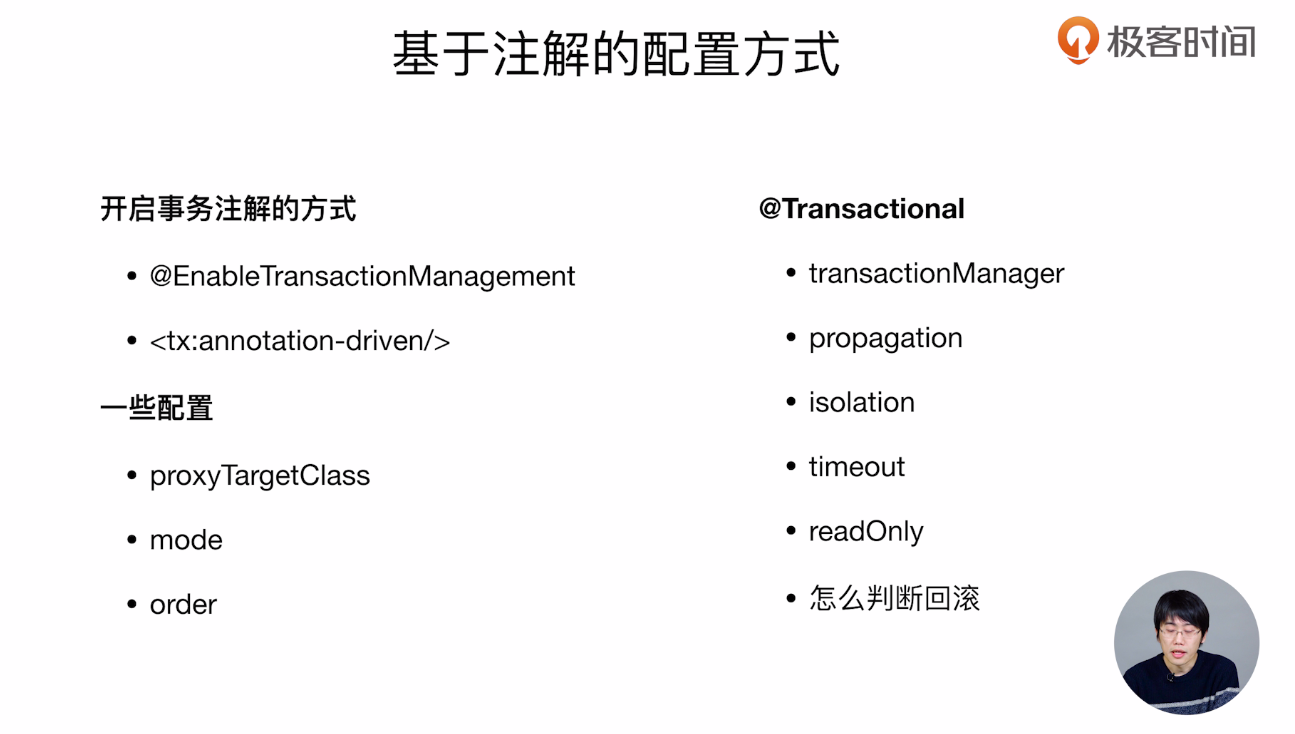 基于注解的配置方式
极客时间
开启事务注解的方式
• @EnableTransactionManagement
• <tx:annotation-driven/>
一些配置
• proxyTargetClass
• mode
• order
@Transactional
• transactionManager
• propagation
• isolation
• timeout
• readOnly
• 怎么判断回滚